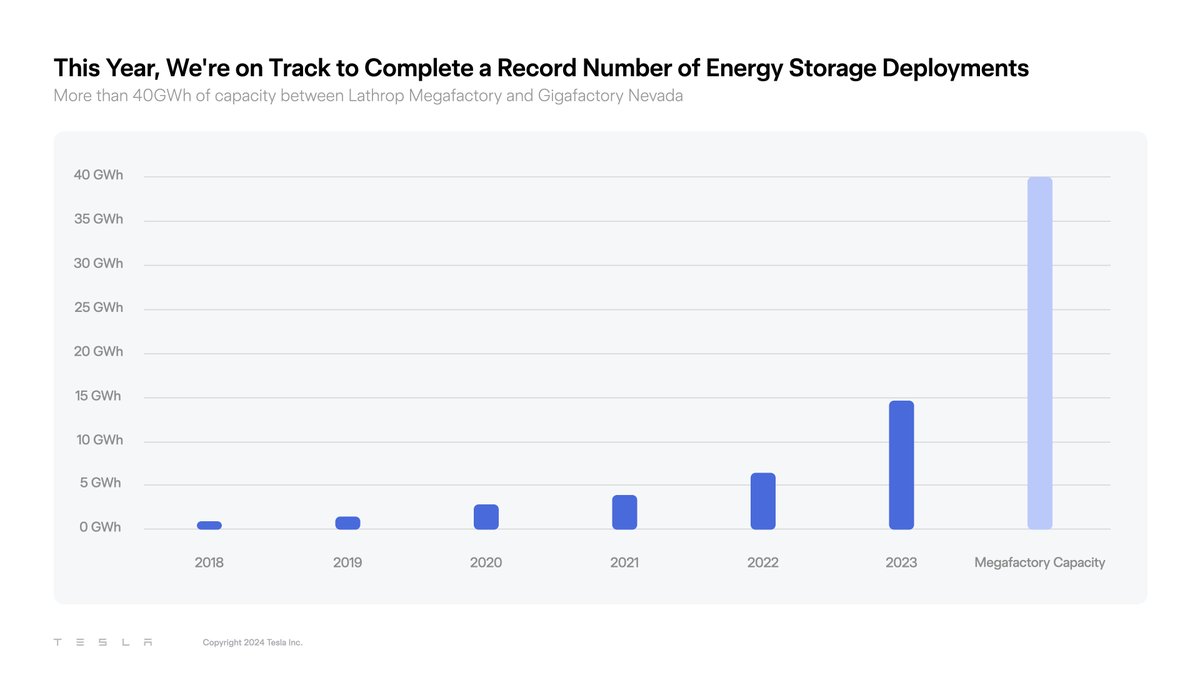 This Year, We're on Track to Complete a Record Number of Energy Storage Deployments
More than 40GWh of capacity between Lathrop Megafactory and Gigafactory Nevada
40 GWh
35 GWh
30 GWh
25 GWh
20 GWh
15 GWh
10 GWh
5 GWh
0 GWh
2018 2019 2020 2021 2022 2023 Megafactory Capacity
TESLA Copyright 2024 Tesla Inc.